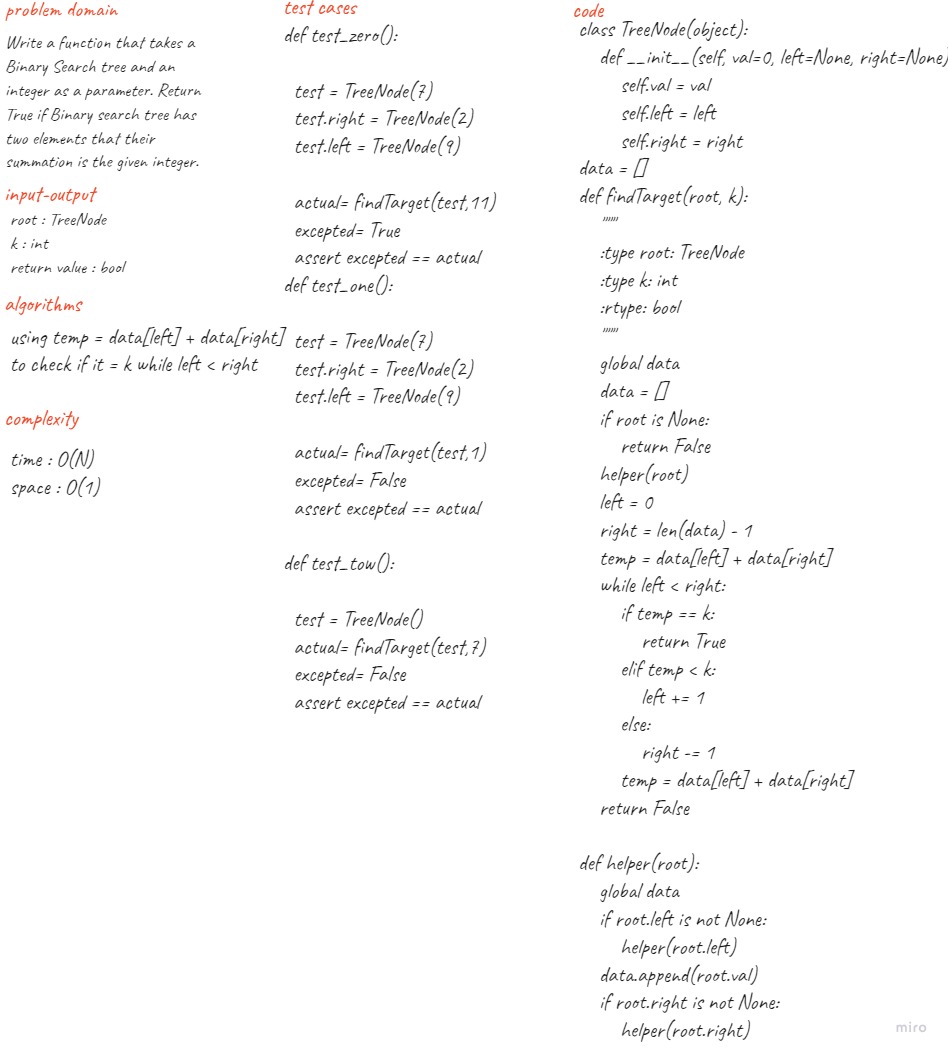 problem domain
Write a function that takes a
Binary Search tree and an
integer as a parameter. Return
True if Binary search tree has
two elements that their
summation is the given integer.
input-output
root : TreeNode
k : int
return value : bool
algorithms
using temp = data[left] + data[right]
to check if it = k while left < right
complexity
time : O(N)
space : O(1)
test cases
def test_zero():
test = TreeNode(7)
test.right = TreeNode(2)
test.left = TreeNode(9)
actual= findTarget(test,11)
excepted= True
assert excepted == actual
def test_one():
test = TreeNode(7)
test.right = TreeNode(2)
test.left = TreeNode(9)
actual= findTarget(test,1)
excepted= False
assert excepted == actual
def test_tow():
test = TreeNode()
actual= findTarget(test,7)
excepted= False
assert excepted == actual
code
class TreeNode(object):
def __init__(self, val=0, left=None, right=None)
self.val = val
self.left = left
self.right = right
data = []
def findTarget(root, k):
"""
:type root: TreeNode
:type k: int
:rtype: bool
"""
global data
data = []
if root is None:
return False
helper(root)
left = 0
right = len(data) - 1
temp = data[left] + data[right]
while left < right:
if temp == k:
return True
elif temp < k:
left += 1
else:
right -= 1
temp = data[left] + data[right]
return False
def helper(root):
global data
if root.left is not None:
helper(root.left)
data.append(root.val)
if root.right is not None:
helper(root.right)
miro